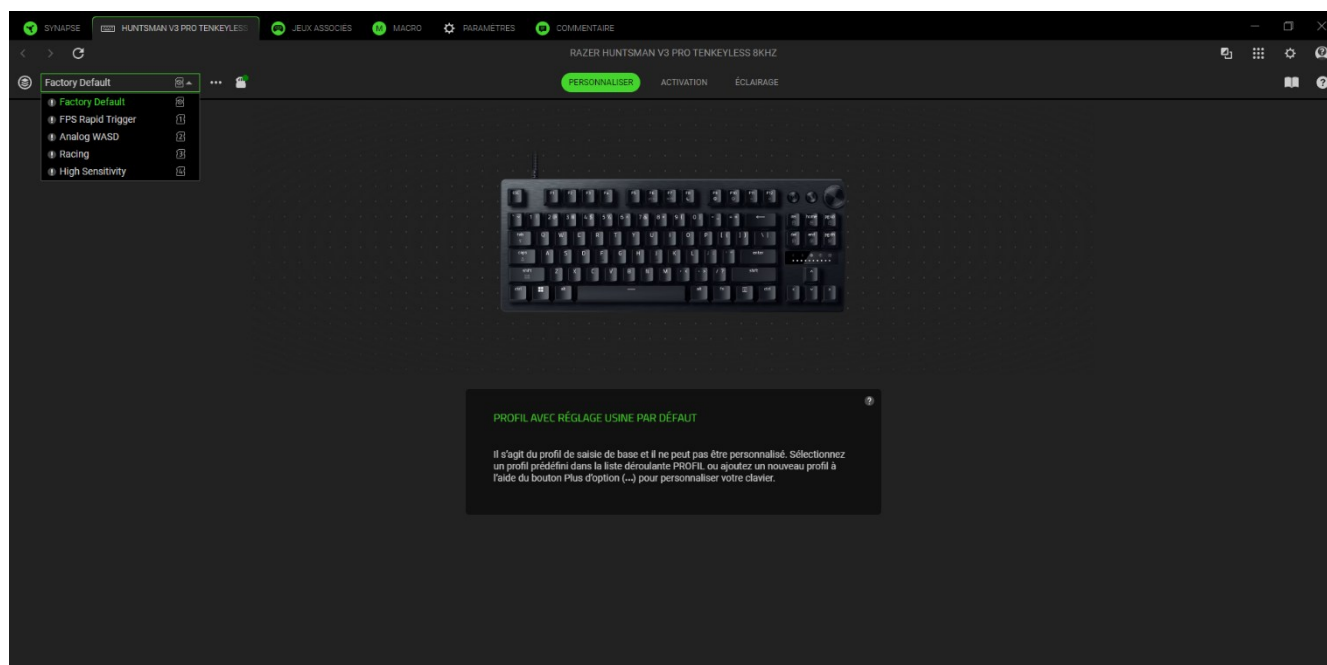 SYNAPSE
HUNTSMAN V3 PRO TENKEYLESS
JEUX ASSOCIÉS
MACRO
PARAMÈTRES
COMMENTAIRE
RAZER HUNTSMAN V3 PRO TENKEYLESS 8KHZ
Factory Default
PERSONNALISER
ACTIVATION
ÉCLAIRAGE
Factory Default
FPS Rapid Trigger
Analog WASD
Racing
High Sensitivity
PROFIL AVEC RÉGLAGE USINE PAR DÉFAUT
Il s'agit du profil de saisie de base et il ne peut pas être personnalisé. Sélectionnez
un profil prédéfini dans la liste déroulante PROFIL ou ajoutez un nouveau profil à
l'aide du bouton Plus d'option (...) pour personnaliser votre clavier.